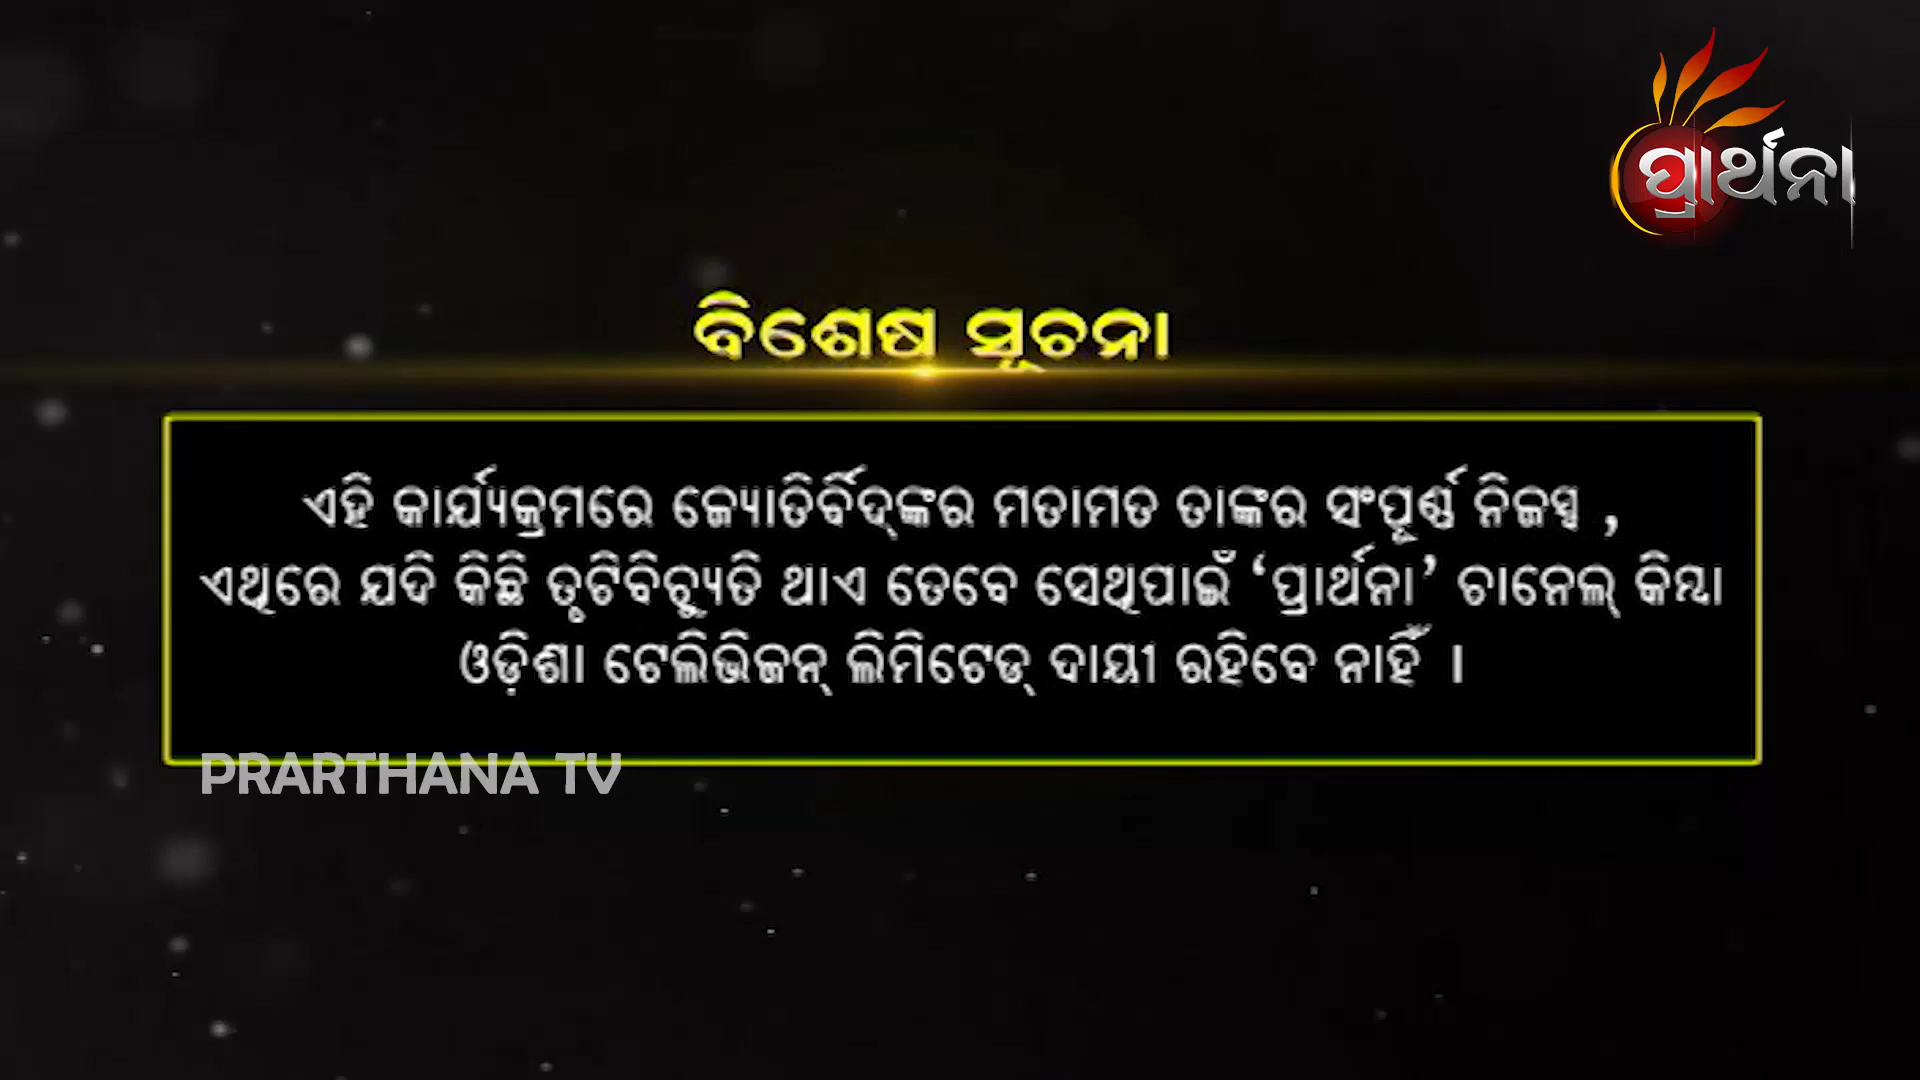 ପ୍ରାର୍ଥନା
ବିଶେଷ ସୂଚନା
ଏହି କାର୍ଯ୍ୟକ୍ରମରେ ଜ୍ୟୋତିର୍ବିଦ୍‌ଙ୍କର ମତାମତ ତାଙ୍କର ସଂପୂର୍ଣ୍ଣ ନିଜସ୍ୱ ,
ଏଥିରେ ଯଦି କିଛି ତୃଟିବିଚ୍ୟୁତି ଥାଏ ତେବେ ସେଥିପାଇଁ ‘ପ୍ରାର୍ଥନା’ ଚାନେଲ୍ କିମ୍ୱା
ଓଡ଼ିଶା ଟେଲିଭିଜନ୍ ଲିମିଟେଡ୍ ଦାୟୀ ରହିବେ ନାହିଁ ।
PRARTHANA TV